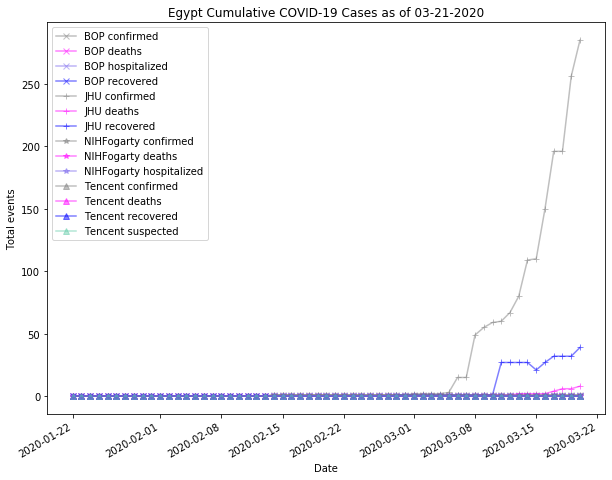 Egypt Cumulative COVID-19 Cases as of 03-21-2020
BOP confirmed
BOP deaths
BOP hospitalized
BOP recovered
JHU confirmed
JHU deaths
JHU recovered
NIHFogarty confirmed
NIHFogarty deaths
NIHFogarty hospitalized
Tencent confirmed
Tencent deaths
Tencent recovered
Tencent suspected
Total events
250
200
150
100
50
0
2020-01-22
2020-02-01
2020-02-08
2020-02-15
2020-02-22
2020-03-01
2020-03-08
2020-03-15
2020-03-22
Date